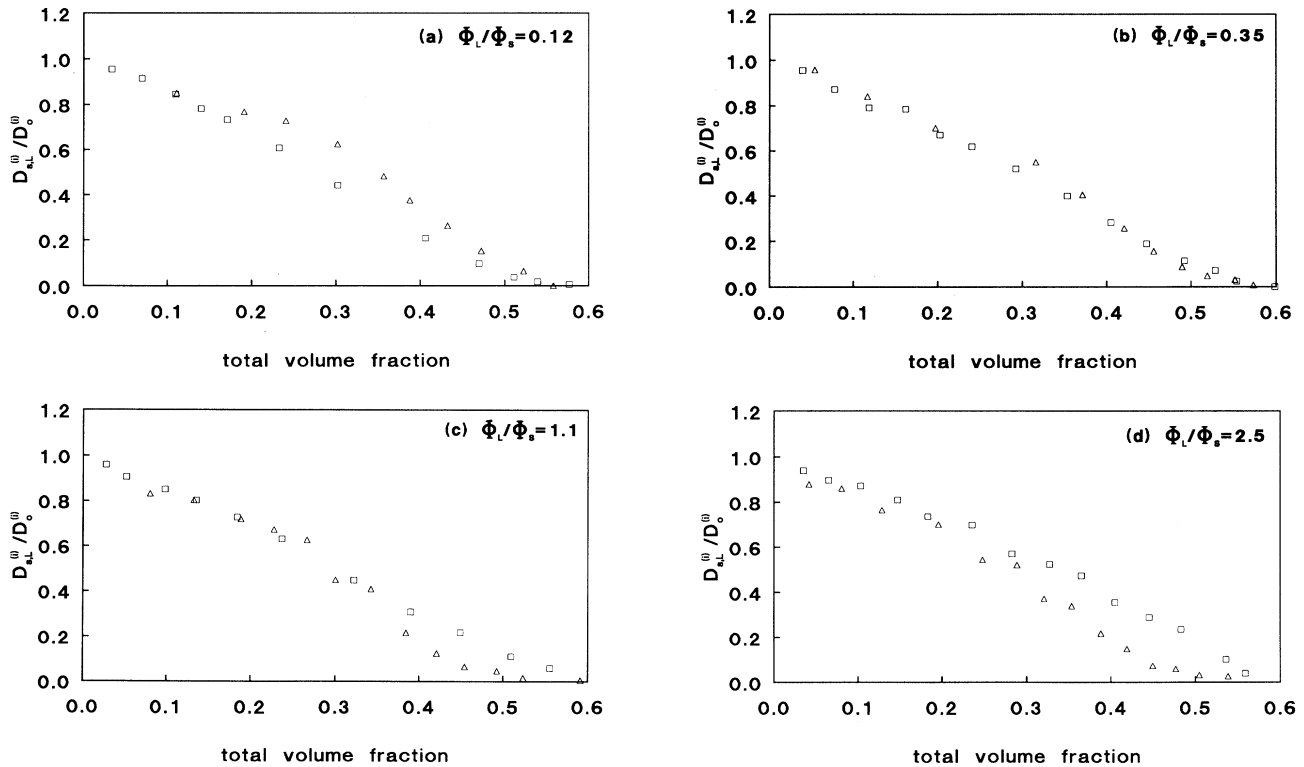 1.2
(a) Φ_L/Φ_s=0.12
1.0
0.8
0.6
0.4
0.2
0.0
D_{s,L}^{(i)}/D_o^{(i)}
0.0 0.1 0.2 0.3 0.4 0.5 0.6
total volume fraction
1.2
(b) Φ_L/Φ_s=0.35
1.0
0.8
0.6
0.4
0.2
0.0
D_{s,L}^{(i)}/D_o^{(i)}
0.0 0.1 0.2 0.3 0.4 0.5 0.6
total volume fraction
1.2
(c) Φ_L/Φ_s=1.1
1.0
0.8
0.6
0.4
0.2
0.0
D_{s,L}^{(i)}/D_o^{(i)}
0.0 0.1 0.2 0.3 0.4 0.5 0.6
total volume fraction
1.2
(d) Φ_L/Φ_s=2.5
1.0
0.8
0.6
0.4
0.2
0.0
D_{s,L}^{(i)}/D_o^{(i)}
0.0 0.1 0.2 0.3 0.4 0.5 0.6
total volume fraction